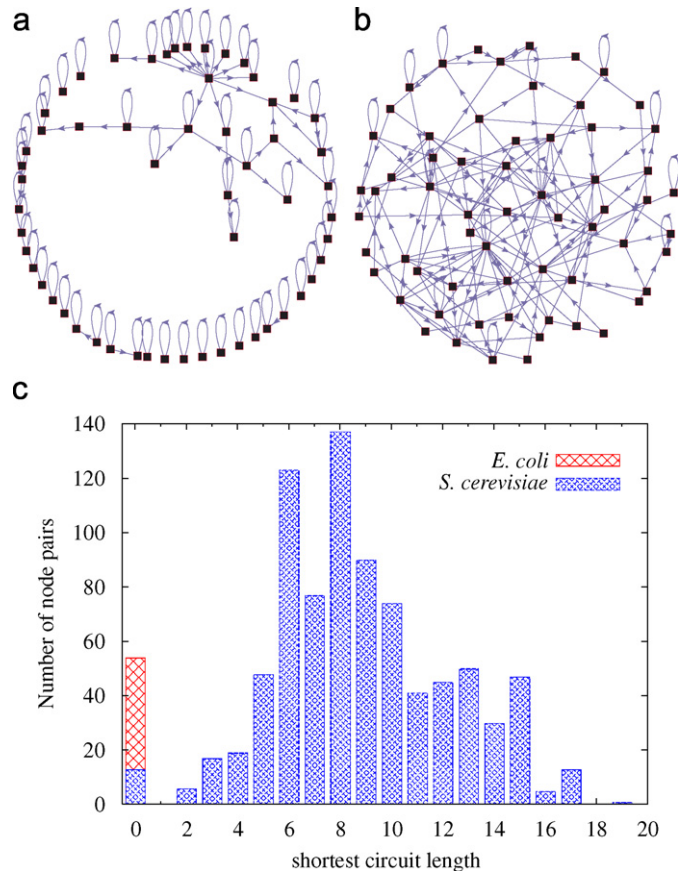 a
b
c
140
120
100
80
60
40
20
0
Number of node pairs
E. coli
S. cerevisiae
0 2 4 6 8 10 12 14 16 18 20
shortest circuit length